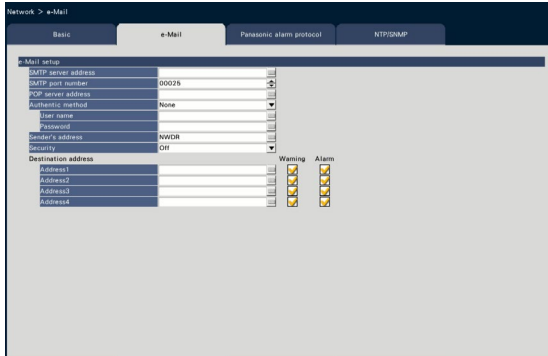 Network > e-Mail
Basic e-Mail Panasonic alarm protocol NTP/SNMP
e-Mail setup
SMTP server address
SMTP port number 00025
POP server address
Authentic method None
User name
Password
Sender's address NWDR
Security Off
Destination address Warning Alarm
Address1
Address2
Address3
Address4